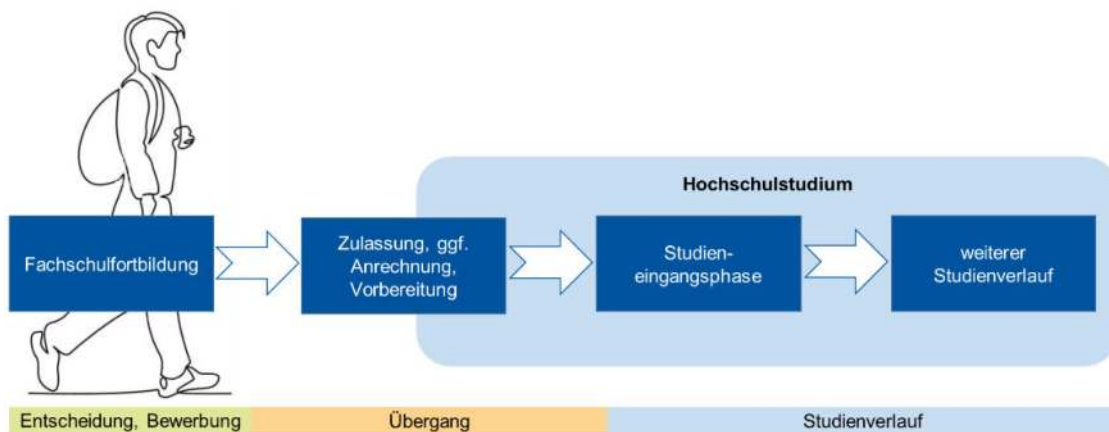 Hochschulstudium
Fachschulfortbildung
Zulassung, ggf.
Anrechnung,
Vorbereitung
Studien-
eingangsphase
weiterer
Studienverlauf
Entscheidung, Bewerbung
Übergang
Studienverlauf